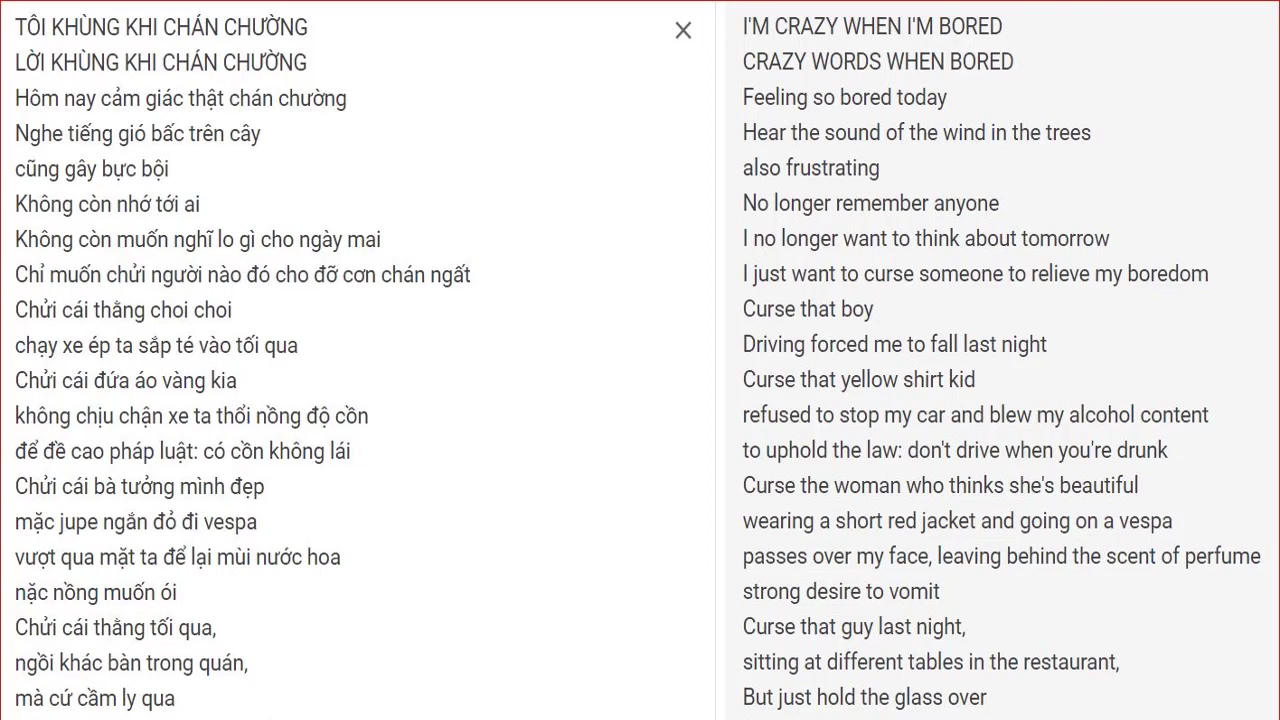 TÔI KHÙNG KHI CHÁN CHƯỜNG
LỜI KHÙNG KHI CHÁN CHƯỜNG
Hôm nay cảm giác thật chán chường
Nghe tiếng gió bấc trên cây
cũng gây bực bội
Không còn nhớ tới ai
Không còn muốn nghĩ lo gì cho ngày mai
Chỉ muốn chửi người nào đó cho đỡ cơn chán ngất
Chửi cái thằng choi choi
chạy xe ép ta sắp té vào tối qua
Chửi cái đứa áo vàng kia
không chịu chận xe ta thổi nồng độ cồn
để đề cao pháp luật: có cồn không lái
Chửi cái bà tưởng mình đẹp
mặc jupe ngắn đỏ đi vespa
vượt qua mặt ta để lại mùi nước hoa
nặc nồng muốn ói
Chửi cái thằng tối qua,
ngồi khác bàn trong quán,
mà cứ cầm ly qua
I'M CRAZY WHEN I'M BORED
CRAZY WORDS WHEN BORED
Feeling so bored today
Hear the sound of the wind in the trees
also frustrating
No longer remember anyone
I no longer want to think about tomorrow
I just want to curse someone to relieve my boredom
Curse that boy
Driving forced me to fall last night
Curse that yellow shirt kid
refused to stop my car and blew my alcohol content
to uphold the law: don't drive when you're drunk
Curse the woman who thinks she's beautiful
wearing a short red jacket and going on a vespa
passes over my face, leaving behind the scent of perfume
strong desire to vomit
Curse that guy last night,
sitting at different tables in the restaurant,
But just hold the glass over